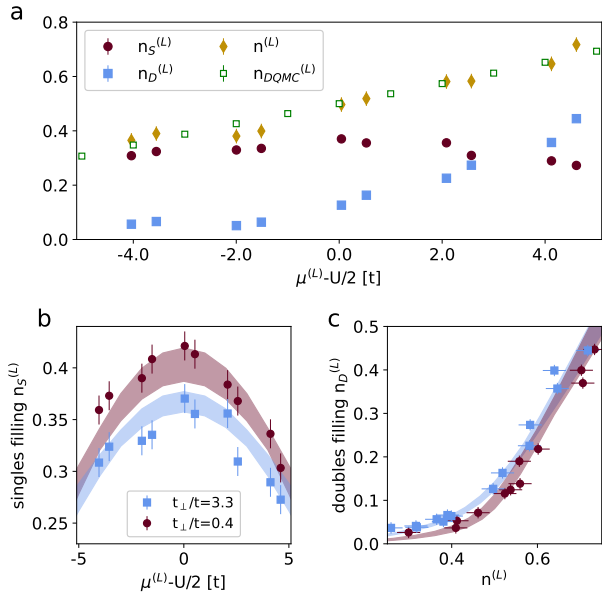 a
0.8
0.6
0.4
0.2
0.0
n_S^(L)
n_D^(L)
n^(L)
n_DQMC^(L)
-4.0
-2.0
0.0
2.0
4.0
μ^(L)-U/2 [t]
b
singles filling n_S^(L)
0.40
0.35
0.30
0.25
t_⊥/t=3.3
t_⊥/t=0.4
-5
0
5
μ^(L)-U/2 [t]
c
doubles filling n_D^(L)
0.5
0.4
0.3
0.2
0.1
0.0
0.4
0.6
n^(L)